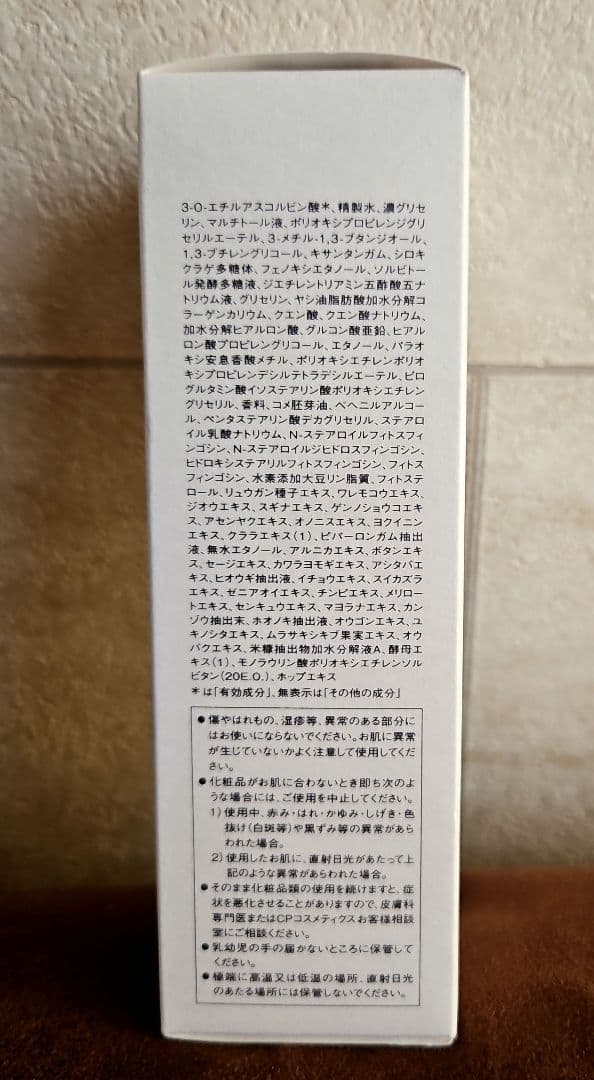 3-O-エチルアスコルビン酸＊、精製水、濃グリセ
リン、マルチトール液、ポリオキシプロピレンジグリ
セリルエーテル、3-メチル-1,3-ブタンジオール、
1,3-ブチレングリコール、キサンタンガム、シロキ
クラゲ多糖体、フェノキシエタノール、ソルビトー
ル発酵多糖液、ジエチレントリアミン五酢酸五ナ
トリウム液、グリセリン、ヤシ油脂肪酸加水分解コ
ラーゲンカリウム、クエン酸、クエン酸ナトリウム、
加水分解ヒアルロン酸、グルコン酸亜鉛、ヒアル
ロン酸プロピレングリコール、エタノール、パラオ
キシ安息香酸メチル、ポリオキシエチレンポリオ
キシプロピレンデシルテトラデシルエーテル、ピロ
グルタミン酸イソステアリン酸ポリオキシエチレン
グリセリル、香料、コメ胚芽油、ベヘニルアルコー
ル、ペンタステアリン酸デカグリセリル、ステアロ
イル乳酸ナトリウム、N-ステアロイルフィトスフィ
ンゴシン、N-ステアロイルジヒドロスフィンゴシン、
ヒドロキシステアリルフィトスフィンゴシン、フィトス
フィンゴシン、水素添加大豆リン脂質、フィトステ
ロール、リュウガン種子エキス、ワレモコウエキス、
ジオウエキス、スギナエキス、ゲンノショウコエキ
ス、アセンヤクエキス、オノニスエキス、ヨクイニン
エキス、クララエキス(1)、ビバーロンガム抽出
液、無水エタノール、アルニカエキス、ボタンエキ
ス、セージエキス、カワラヨモギエキス、アシタバエ
キス、ヒオウギ抽出液、イチョウエキス、スイカズラ
エキス、ゼニアオイエキス、チンピエキス、メリロー
トエキス、センキュウエキス、マヨラナエキス、カン
ゾウ抽出末、ホオノキ抽出液、オウゴンエキス、ユ
キノシタエキス、ムラサキシキブ果実エキス、オウ
バクエキス、米糠抽出物加水分解液A、酵母エ
キス(1)、モノラウリン酸ポリオキシエチレンソル
ビタン(20E.O.)、ホップエキス
＊は「有効成分」、無表示は「その他の成分」
●傷やはれもの、湿疹等、異常のある部分に
はお使いにならないでください。お肌に異常
が生じていないかよく注意して使用してくだ
さい。
●化粧品がお肌に合わないとき即ち次のよ
うな場合には、ご使用を中止してください。
1)使用中、赤み・はれ・かゆみ・しげき・色
抜け(白斑等)や黒ずみ等の異常があら
われた場合。
2)使用したお肌に、直射日光があたって上
記のような異常があらわれた場合。
●そのまま化粧品類の使用を続けますと、症
状を悪化させることがありますので、皮膚科
専門医またはCPコスメティクスお客様相談
室にご相談ください。
●乳幼児の手の届かないところに保管して
ください。
●極端に高温又は低温の場所、直射日光
のあたる場所には保管しないでください。